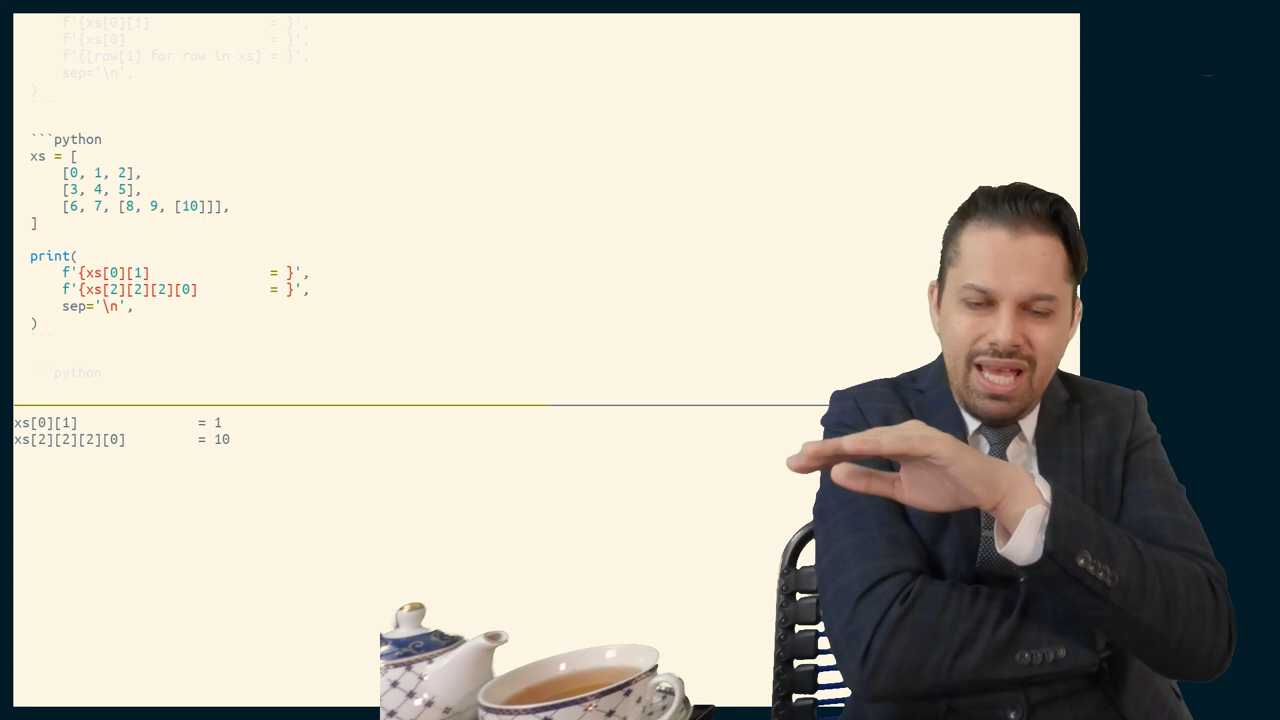 f'{xs[0][1]               = }',
f'{xs[0]                  = }',
f'{[row[1] for row in xs] = }',
sep='\n',
)
```
```python
xs = [
    [0, 1, 2],
    [3, 4, 5],
    [6, 7, [8, 9, [10]]],
]
print(
    f'{xs[0][1]               = }',
    f'{xs[2][2][2][0]         = }',
    sep='\n',
)
```
```python
xs[0][1]               = 1
xs[2][2][2][0]         = 10